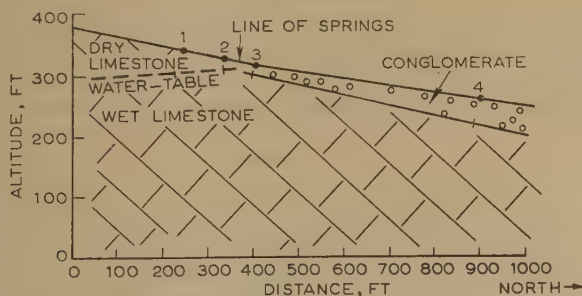 400
300
200
100
0
ALTITUDE, FT
DRY
LIMESTONE
WATER-TABLE
WET LIMESTONE
1
2
3
LINE OF SPRINGS
CONGLOMERATE
4
0 100 200 300 400 500 600 700 800 900 1000
DISTANCE, FT
NORTH